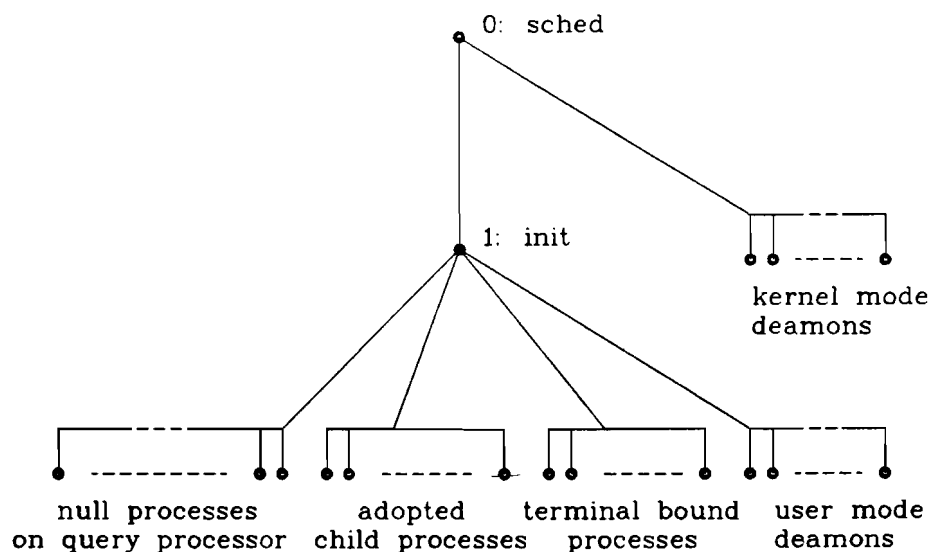 0: sched
1: init
kernel mode
deamons
null processes
on query processor
adopted
child processes
terminal bound
processes
user mode
deamons